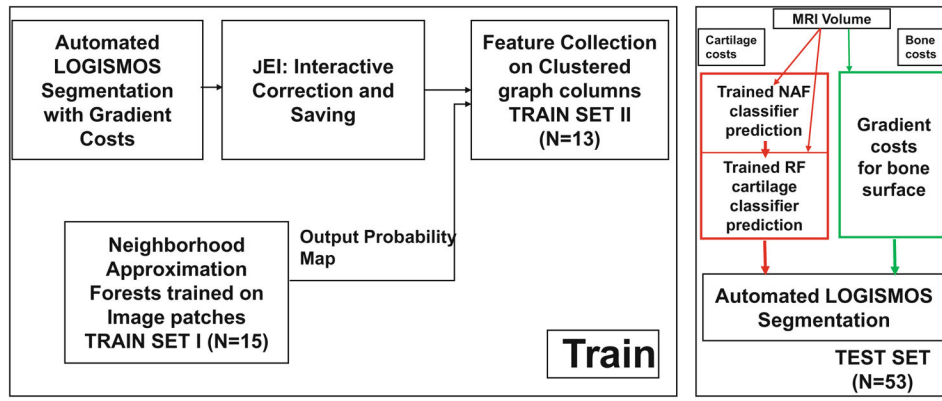 Automated
LOGISMOS
Segmentation
with Gradient
Costs
JEI: Interactive
Correction and
Saving
Feature Collection
on Clustered
graph columns
TRAIN SET II
(N=13)
Neighborhood
Approximation
Forests trained on
Image patches
TRAIN SET I (N=15)
Output Probability
Map
Train
MRI Volume
Cartilage
costs
Bone
costs
Trained NAF
classifier
prediction
Trained RF
cartilage
classifier
prediction
Gradient
costs
for bone
surface
Automated LOGISMOS
Segmentation
TEST SET
(N=53)